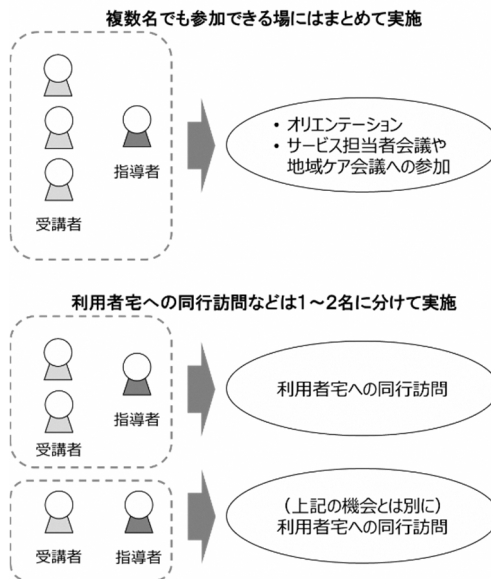 複数名でも参加できる場にはまとめて実施
・ オリエンテーション
・ サービス担当者会議や
地域ケア会議への参加
指導者
受講者
利用者宅への同行訪問などは1～2名に分けて実施
利用者宅への同行訪問
指導者
受講者
(上記の機会とは別に)
利用者宅への同行訪問
受講者
指導者